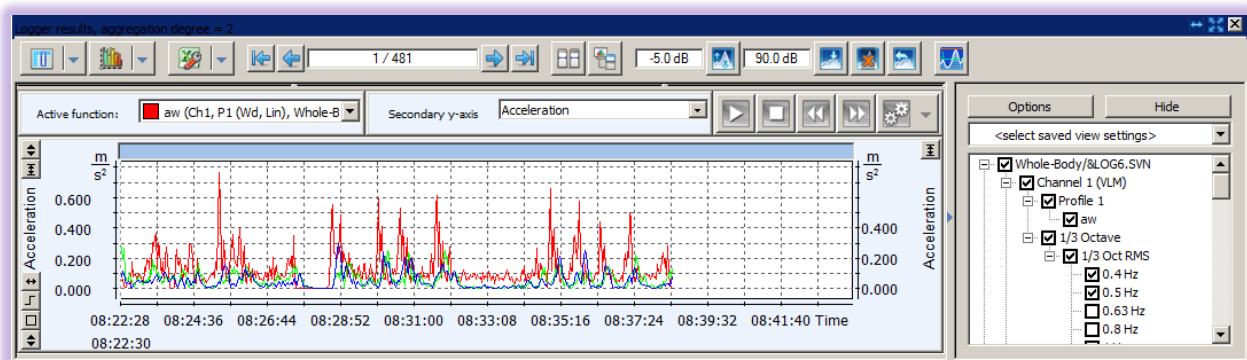 Logger results, aggregation degree = 2
1 / 481
-5.0 dB
90.0 dB
Active function:
aw (Ch1, P1 (Wd, Lin), Whole-B
Secondary y-axis
Acceleration
Options
Hide
<select saved view settings>
m
s²
m
s²
Acceleration
0.600
0.400
0.200
0.000
0.400
0.200
0.000
Acceleration
08:22:28 08:24:36 08:26:44 08:28:52 08:31:00 08:33:08 08:35:16 08:37:24 08:39:32 08:41:40 Time
08:22:30
Whole-Body/&LOG6.SVN
Channel 1 (VLM)
Profile 1
aw
1/3 Octave
1/3 Oct RMS
0.4 Hz
0.5 Hz
0.63 Hz
0.8 Hz